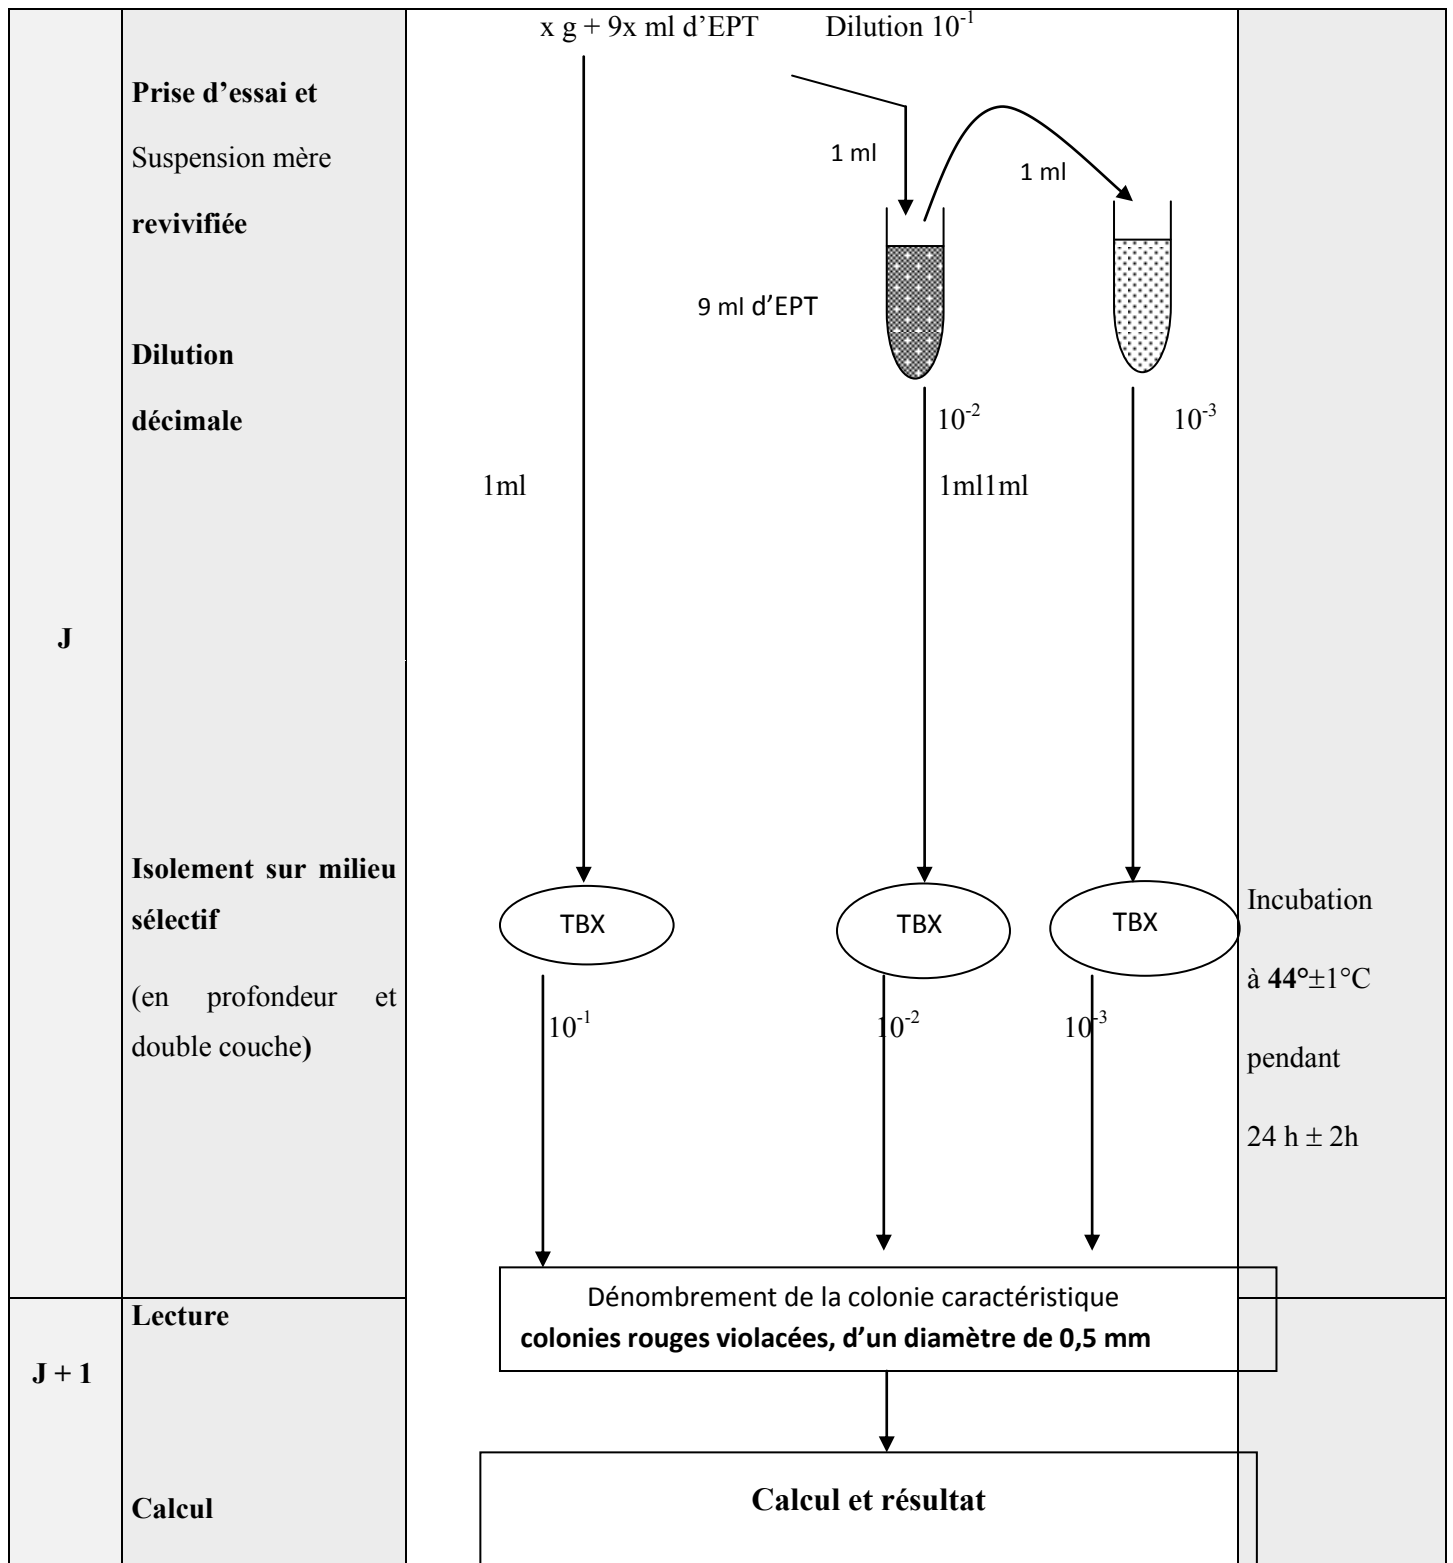 x g + 9x ml d'EPT Dilution 10⁻¹
Prise d'essai et
Suspension mère
revivifiée
1 ml
1 ml
9 ml d'EPT
Dilution
décimale
10⁻²
10⁻³
1ml
1ml1ml
J
Isolement sur milieu
sélectif
(en profondeur et
double couche)
TBX
TBX
TBX
10⁻¹
10⁻²
10⁻³
Incubation
à 44°±1°C
pendant
24 h ± 2h
Dénombrement de la colonie caractéristique
colonies rouges violacées, d'un diamètre de 0,5 mm
Lecture
J + 1
Calcul
Calcul et résultat